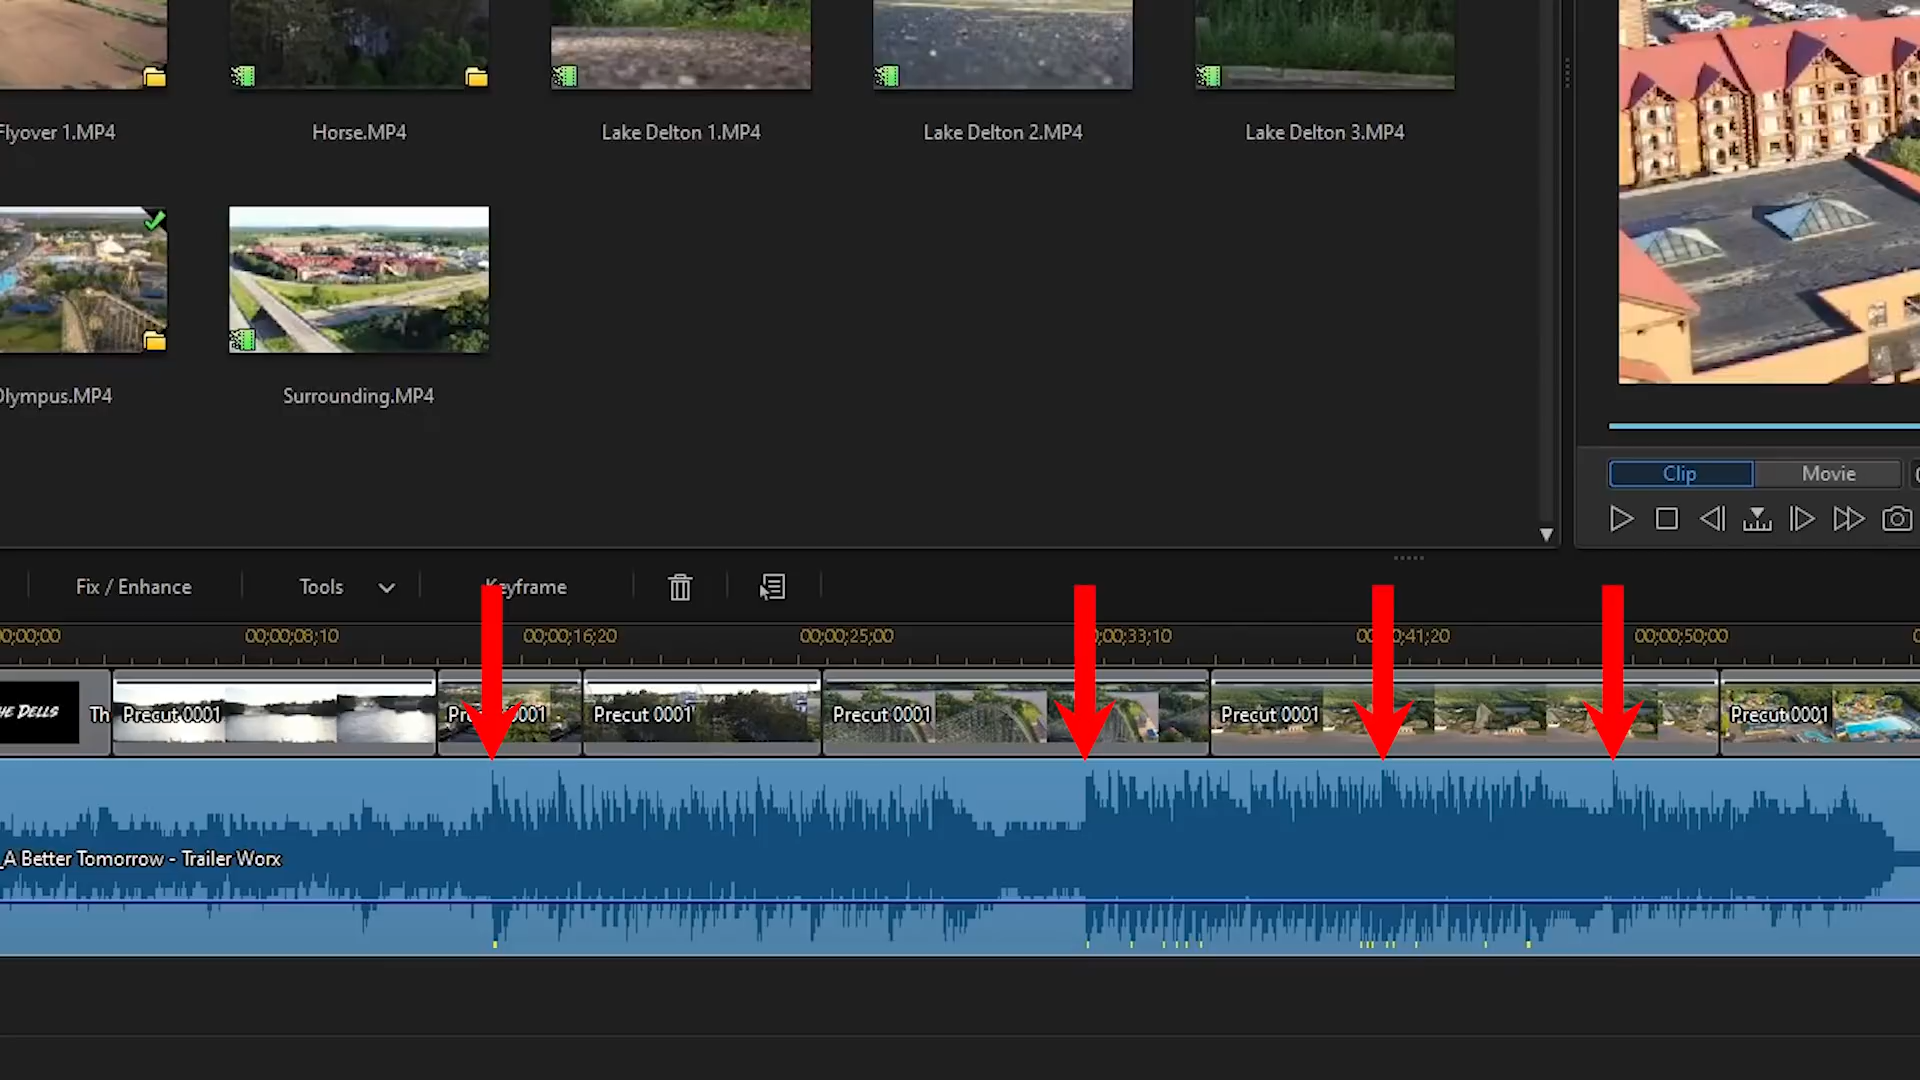 Flyover 1.MP4
Horse.MP4
Lake Delton 1.MP4
Lake Delton 2.MP4
Lake Delton 3.MP4
Olympus.MP4
Surrounding.MP4
Clip
Movie
Fix / Enhance
Tools
Keyframe
00;00;00
00;00;08;10
00;00;16;20
00;00;25;00
00;00;33;10
00;00;41;20
00;00;50;00
HE DELLS
Th
Precut 0001
Precut 0001
Precut 0001
Precut 0001
Precut 0001
Precut 0001
_A Better Tomorrow - Trailer Worx